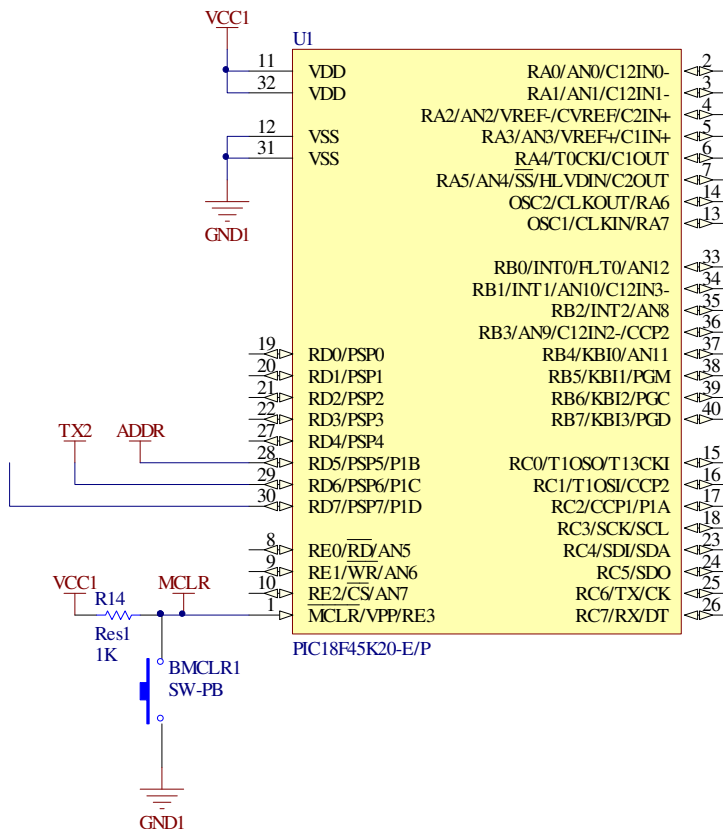 VCC1
U1
11
VDD
32
VDD
12
VSS
31
VSS
GND1
RA0/AN0/C12IN0-
2
RA1/AN1/C12IN1-
3
RA2/AN2/VREF-/CVREF/C2IN+
4
RA3/AN3/VREF+/C1IN+
5
RA4/T0CKI/C1OUT
6
RA5/AN4/SS/HLVDIN/C2OUT
7
OSC2/CLKOUT/RA6
14
OSC1/CLKIN/RA7
13
RB0/INT0/FLT0/AN12
33
RB1/INT1/AN10/C12IN3-
34
RB2/INT2/AN8
35
RB3/AN9/C12IN2-/CCP2
36
RB4/KBI0/AN11
37
RB5/KBI1/PGM
38
RB6/KBI2/PGC
39
RB7/KBI3/PGD
40
19
RD0/PSP0
20
RD1/PSP1
21
RD2/PSP2
22
RD3/PSP3
27
RD4/PSP4
TX2
ADDR
28
RD5/PSP5/P1B
29
RD6/PSP6/P1C
30
RD7/PSP7/P1D
RC0/T1OSO/T13CKI
15
RC1/T1OSI/CCP2
16
RC2/CCP1/P1A
17
RC3/SCK/SCL
18
RC4/SDI/SDA
23
RC5/SDO
24
RC6/TX/CK
25
RC7/RX/DT
26
8
RE0/RD/AN5
9
RE1/WR/AN6
10
RE2/CS/AN7
1
MCLR/VPP/RE3
VCC1
MCLR
R14
Res1
1K
PIC18F45K20-E/P
BMCLR1
SW-PB
GND1